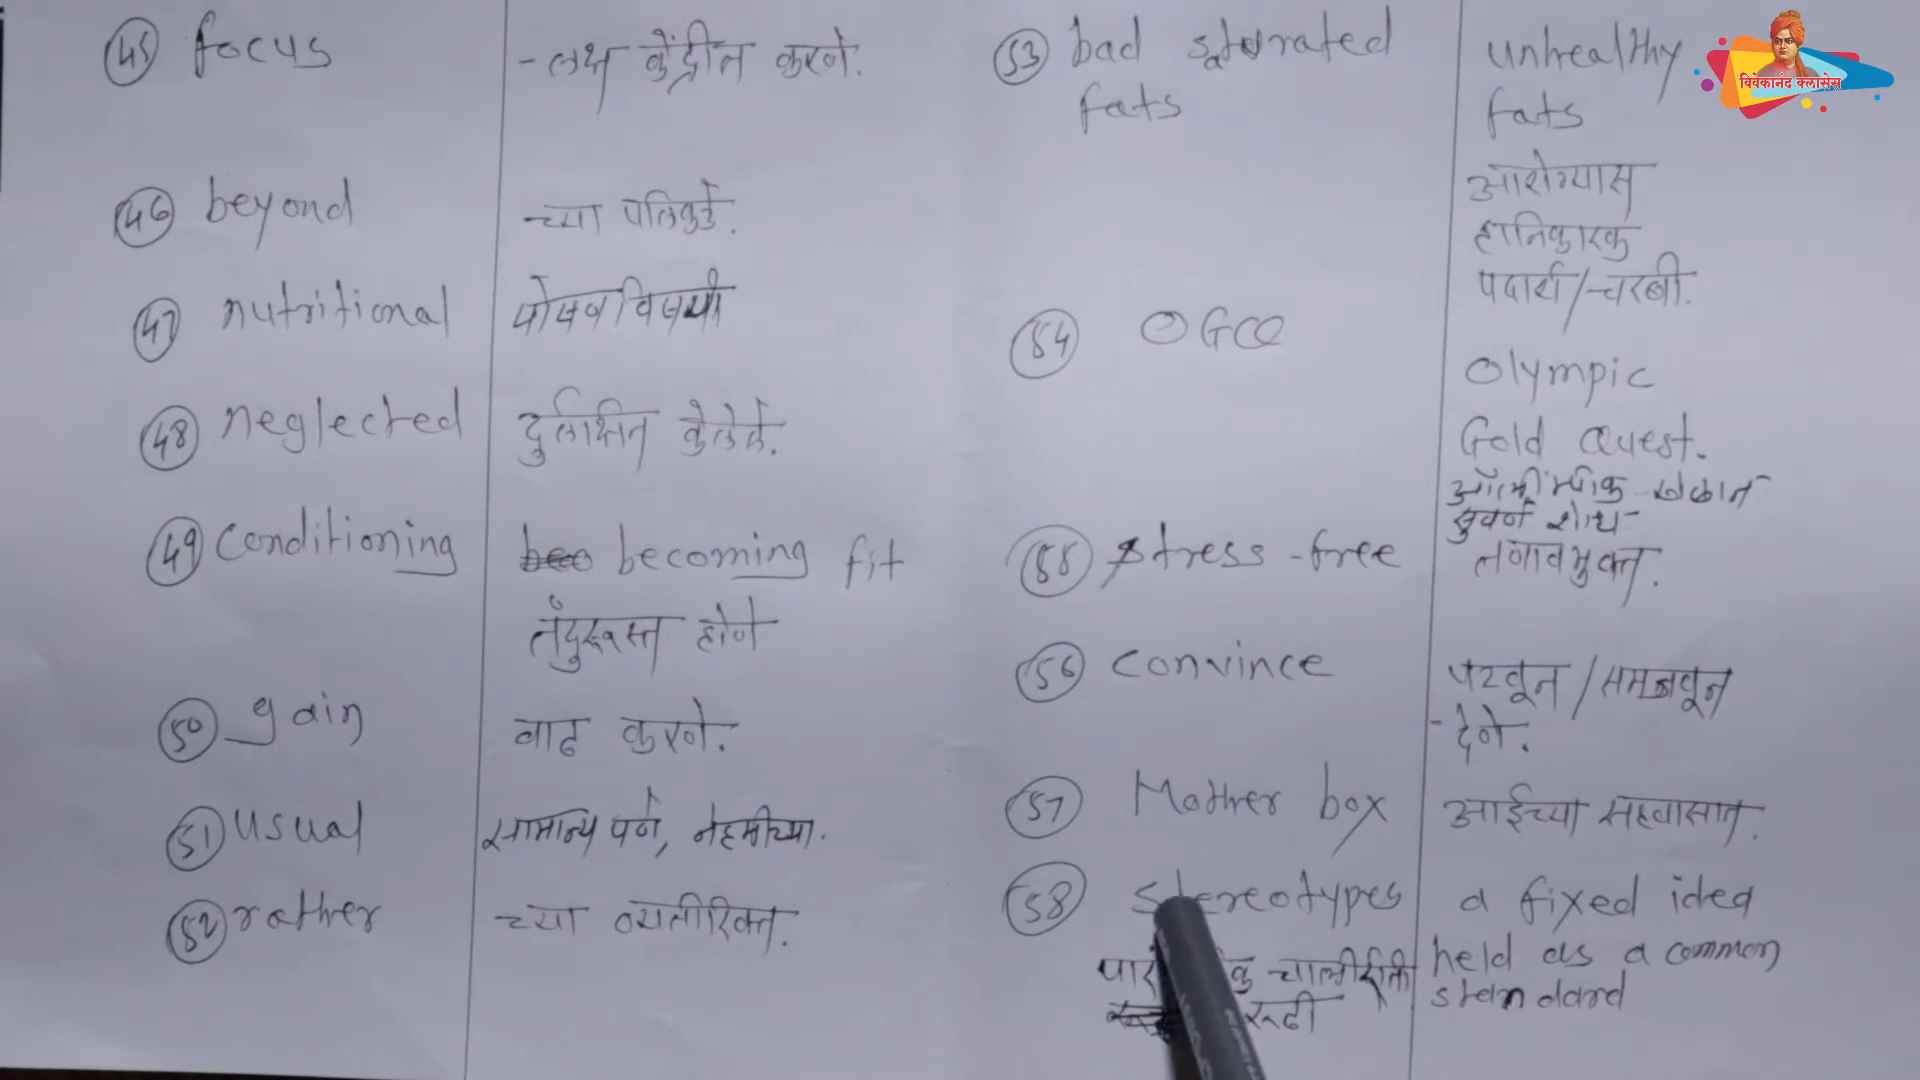 45 focus - लक्ष केंद्रीत करणे.
46 beyond -च्या पलिकडे.
47 nutritional पोषणविषयी
48 neglected दुर्लक्षित केलेले.
49 conditioning becoming fit
तंदुरूस्त होणे
50 gain वाढ करणे.
51 usual सामान्य पणे, नेहमीच्या.
52 rather च्या व्यतीरिक्त.
53 bad saturated unhealthy
fats fats
आरोग्यास
हानिकारक
पदार्थ/चरबी.
54 OGQ
Olympic
Gold Quest.
ऑलीम्पीक खेळात
सुवर्ण शोध
55 stress-free तणावमुक्त.
56 convince पटवून/समजवून
देणे.
57 Mother box आईच्या सहवासात.
58 stereotypes a fixed idea
चालीरीती held as a common
रूढी standard
विवेकानंद क्लासेस